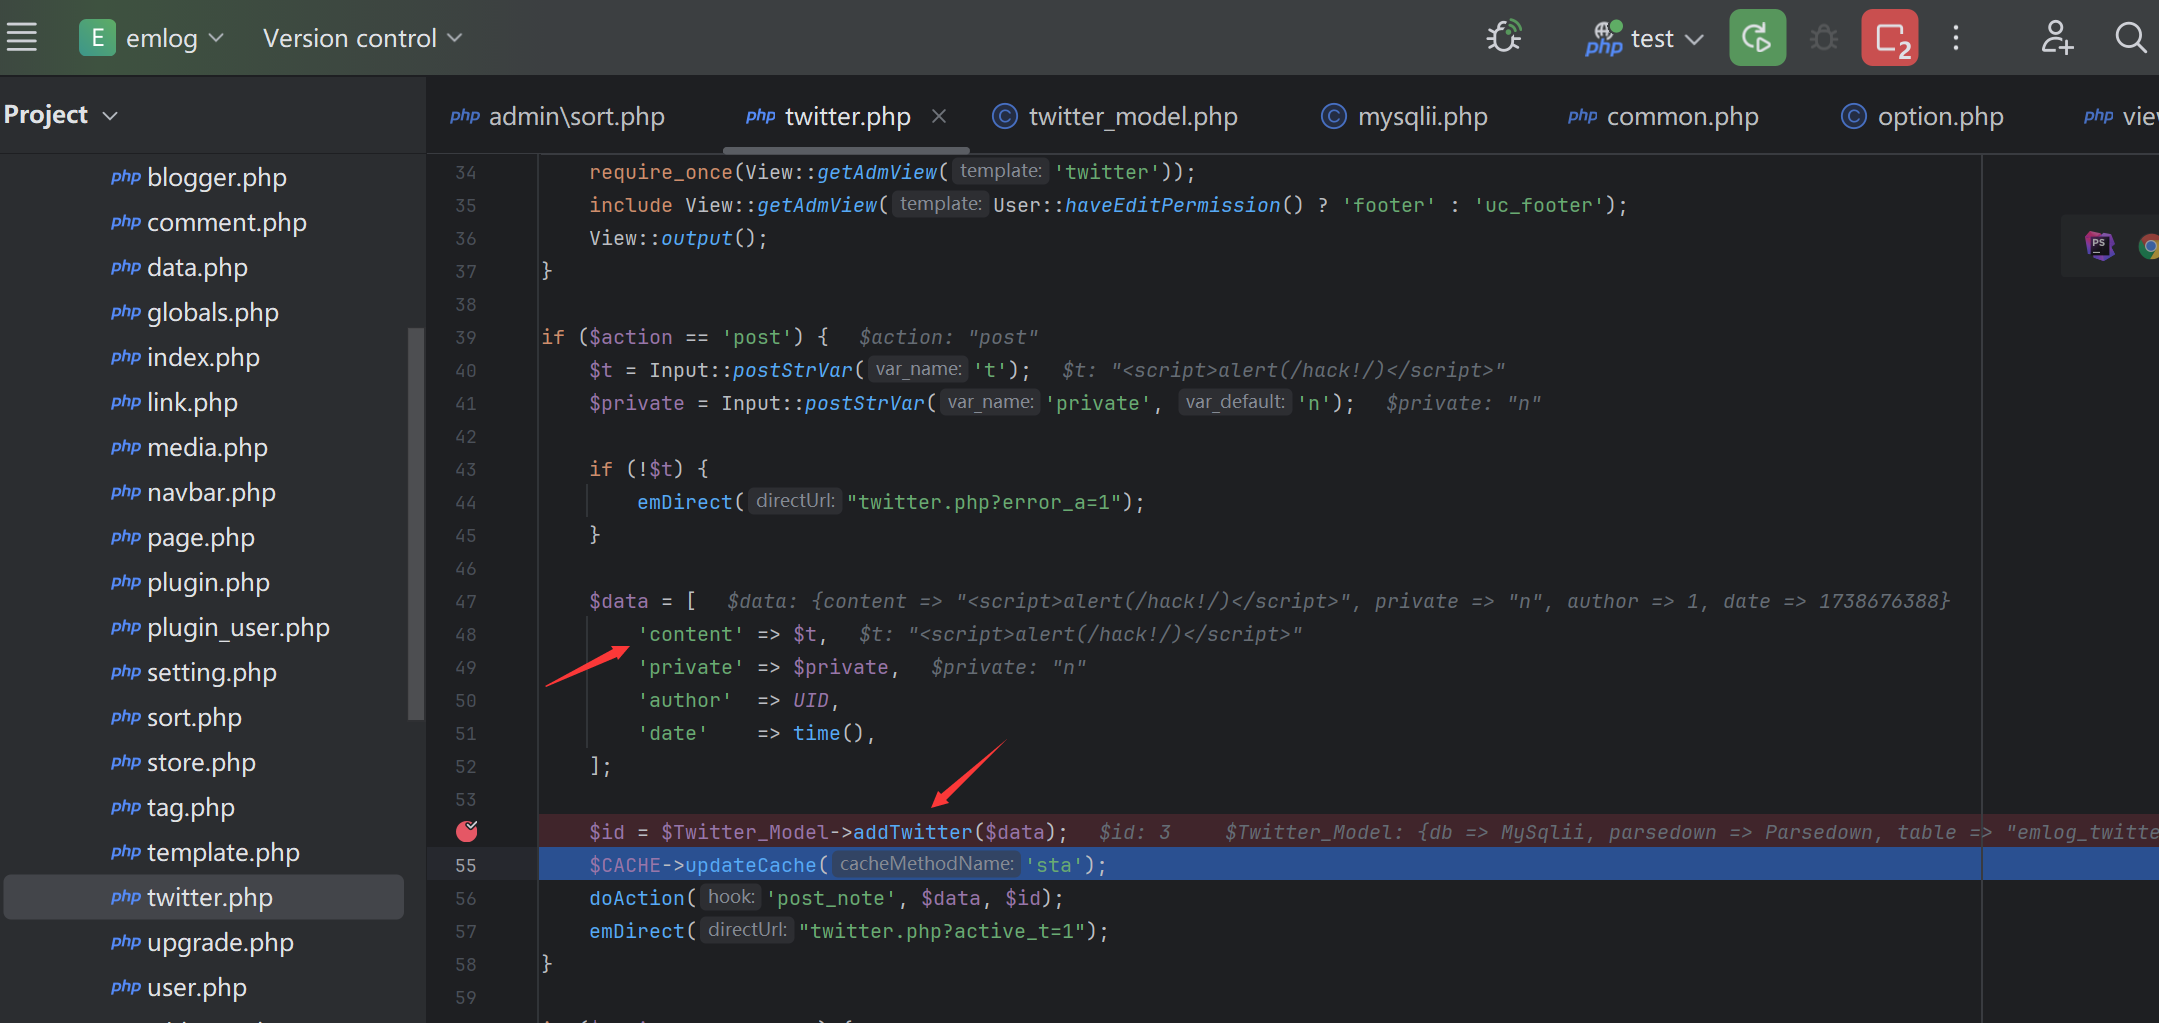 E emlog Version control php test 2
Project
php admin\sort.php php twitter.php C twitter_model.php C mysqlii.php php common.php C option.php php
php blogger.php
php comment.php
php data.php
php globals.php
php index.php
php link.php
php media.php
php navbar.php
php page.php
php plugin.php
php plugin_user.php
php setting.php
php sort.php
php store.php
php tag.php
php template.php
php twitter.php
php upgrade.php
php user.php
34 require_once(View::getAdmView( template: 'twitter'));
35 include View::getAdmView( template: User::haveEditPermission() ? 'footer' : 'uc_footer');
36 View::output();
37 }
38
39 if ($action == 'post') { $action: "post"
40 $t = Input::postStrVar( var_name: 't'); $t: "<script>alert(/hack!/)</script>"
41 $private = Input::postStrVar( var_name: 'private', var_default: 'n'); $private: "n"
42
43 if (!$t) {
44 emDirect( directUrl: "twitter.php?error_a=1");
45 }
46
47 $data = [ $data: {content => "<script>alert(/hack!/)</script>", private => "n", author => 1, date => 1738676388}
48 'content' => $t, $t: "<script>alert(/hack!/)</script>"
49 'private' => $private, $private: "n"
50 'author' => UID,
51 'date' => time(),
52 ];
53
$id = $Twitter_Model->addTwitter($data); $id: 3 $Twitter_Model: {db => MySqlii, parsedown => Parsedown, table =>
55 $CACHE->updateCache( cacheMethodName: 'sta');
56 doAction( hook: 'post_note', $data, $id);
57 emDirect( directUrl: "twitter.php?active_t=1");
58 }
59
PS